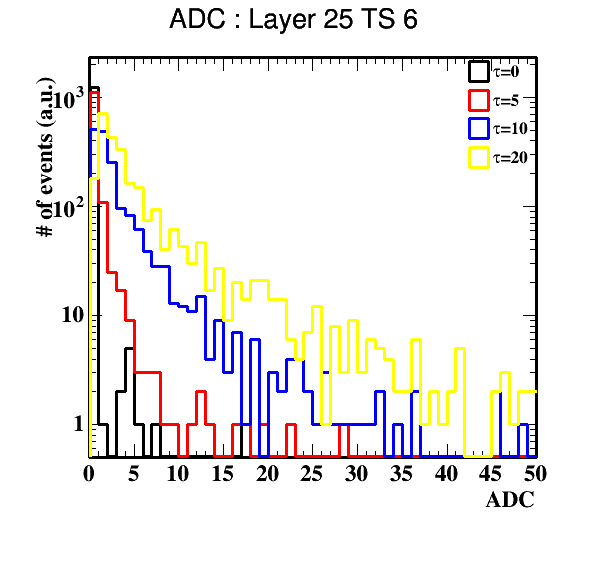 ADC : Layer 25 TS 6
# of events (a.u.)
10³
10²
10
1
τ=0
τ=5
τ=10
τ=20
0 5 10 15 20 25 30 35 40 45 50
ADC